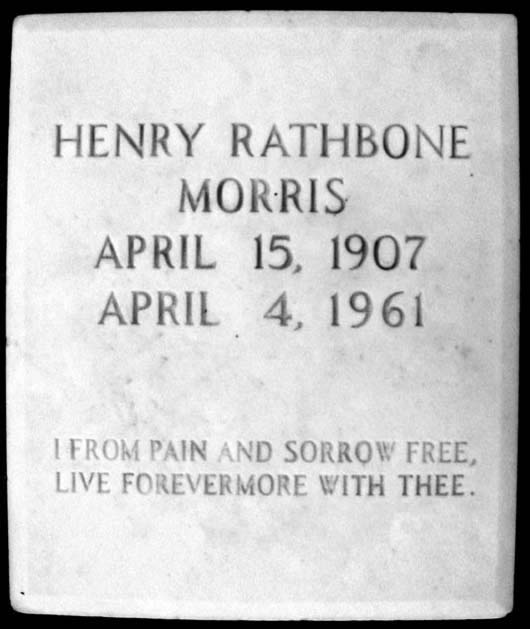 HENRY RATHBONE
MORRIS
APRIL 15, 1907
APRIL 4, 1961
I FROM PAIN AND SORROW FREE,
LIVE FOREVERMORE WITH THEE.